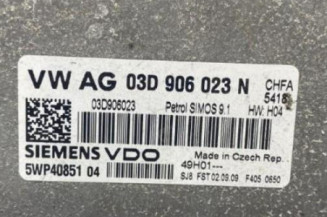 VW AG 03D 906 023 N CHFA
5418
03D906023 Petrol SIMOS 9.1 HW: H04
SIEMENS VDO Made in Czech Rep.
49H01---
5WP40851 04 SJ8 FST 02.09.09 F405 0650